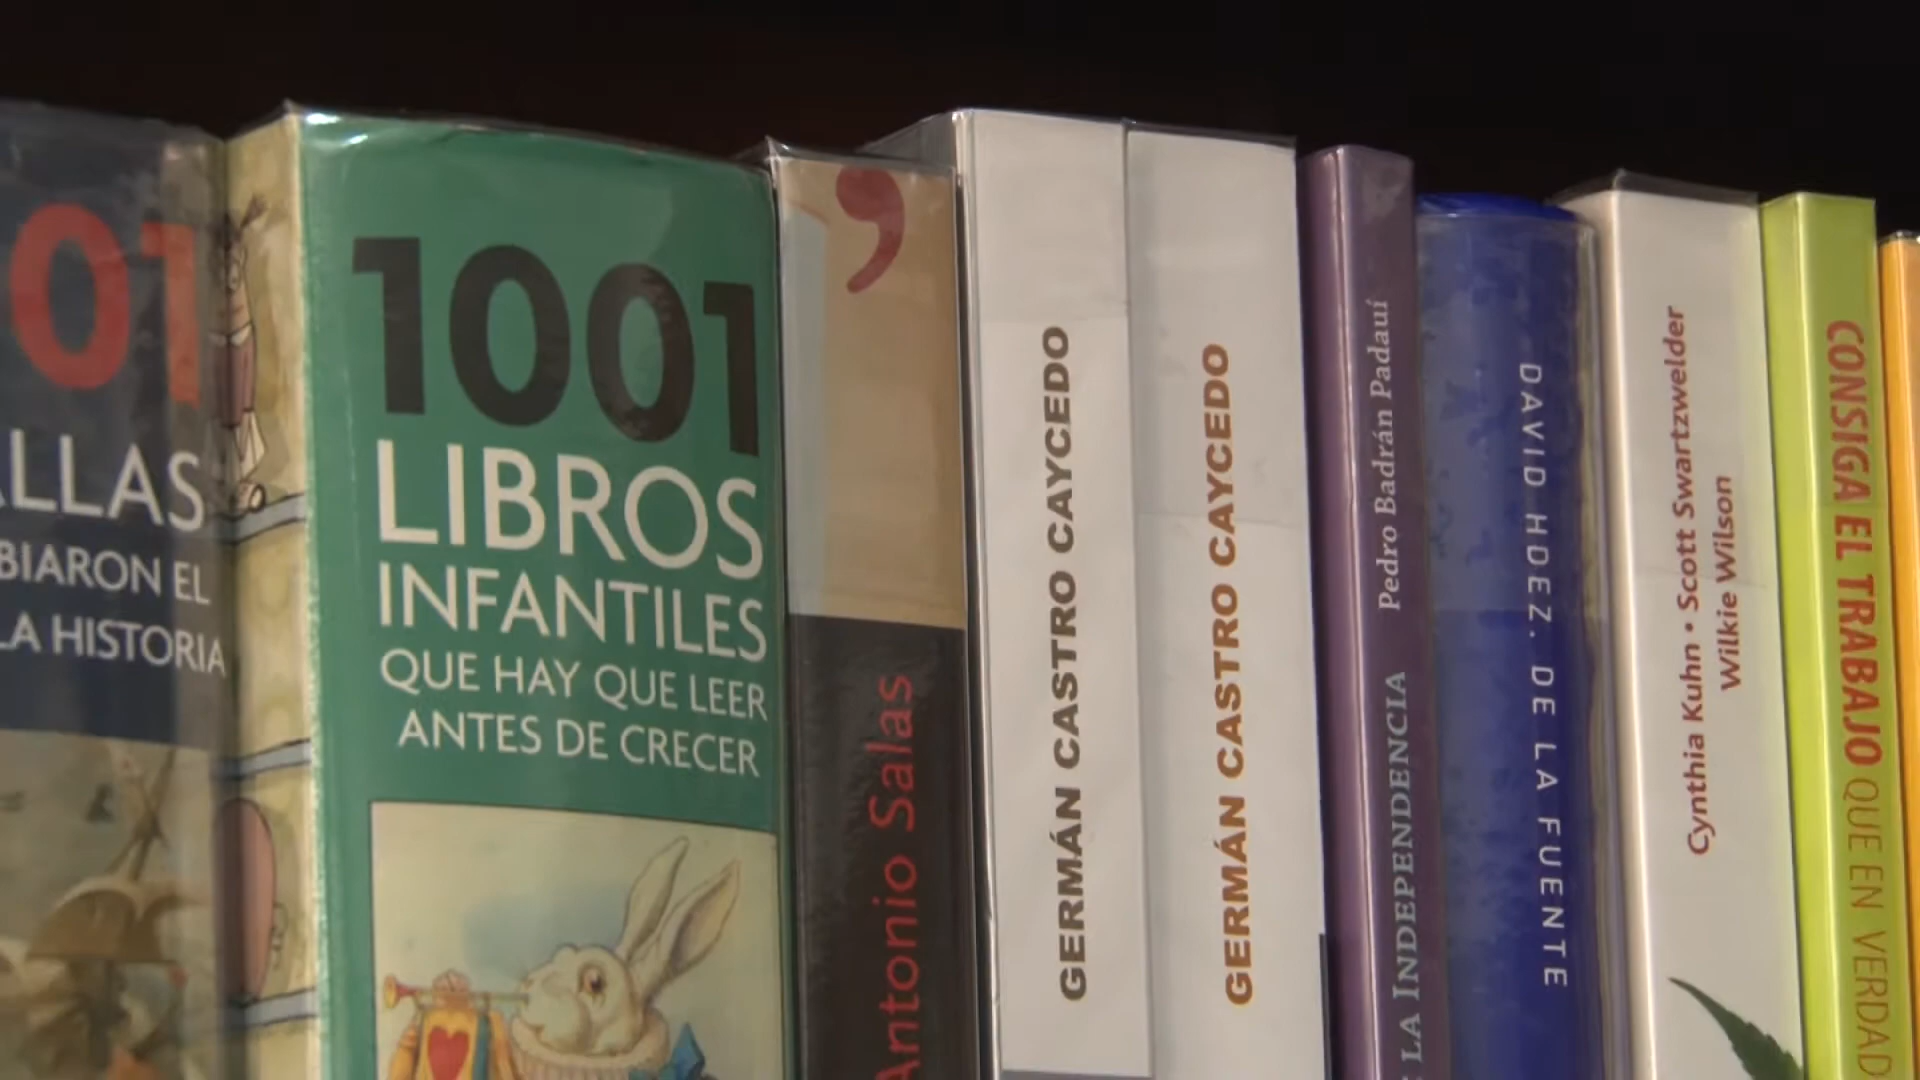 01
ALLAS
BIARON EL
LA HISTORIA
1001
LIBROS
INFANTILES
QUE HAY QUE LEER
ANTES DE CRECER
Antonio Salas
GERMÁN CASTRO CAYCEDO
GERMÁN CASTRO CAYCEDO
LA INDEPENDENCIA Pedro Badrán Padauí
DAVID HDEZ. DE LA FUENTE
Cynthia Kuhn • Scott Swartzwelder
Wilkie Wilson
CONSIGA EL TRABAJO QUE EN VERDAD